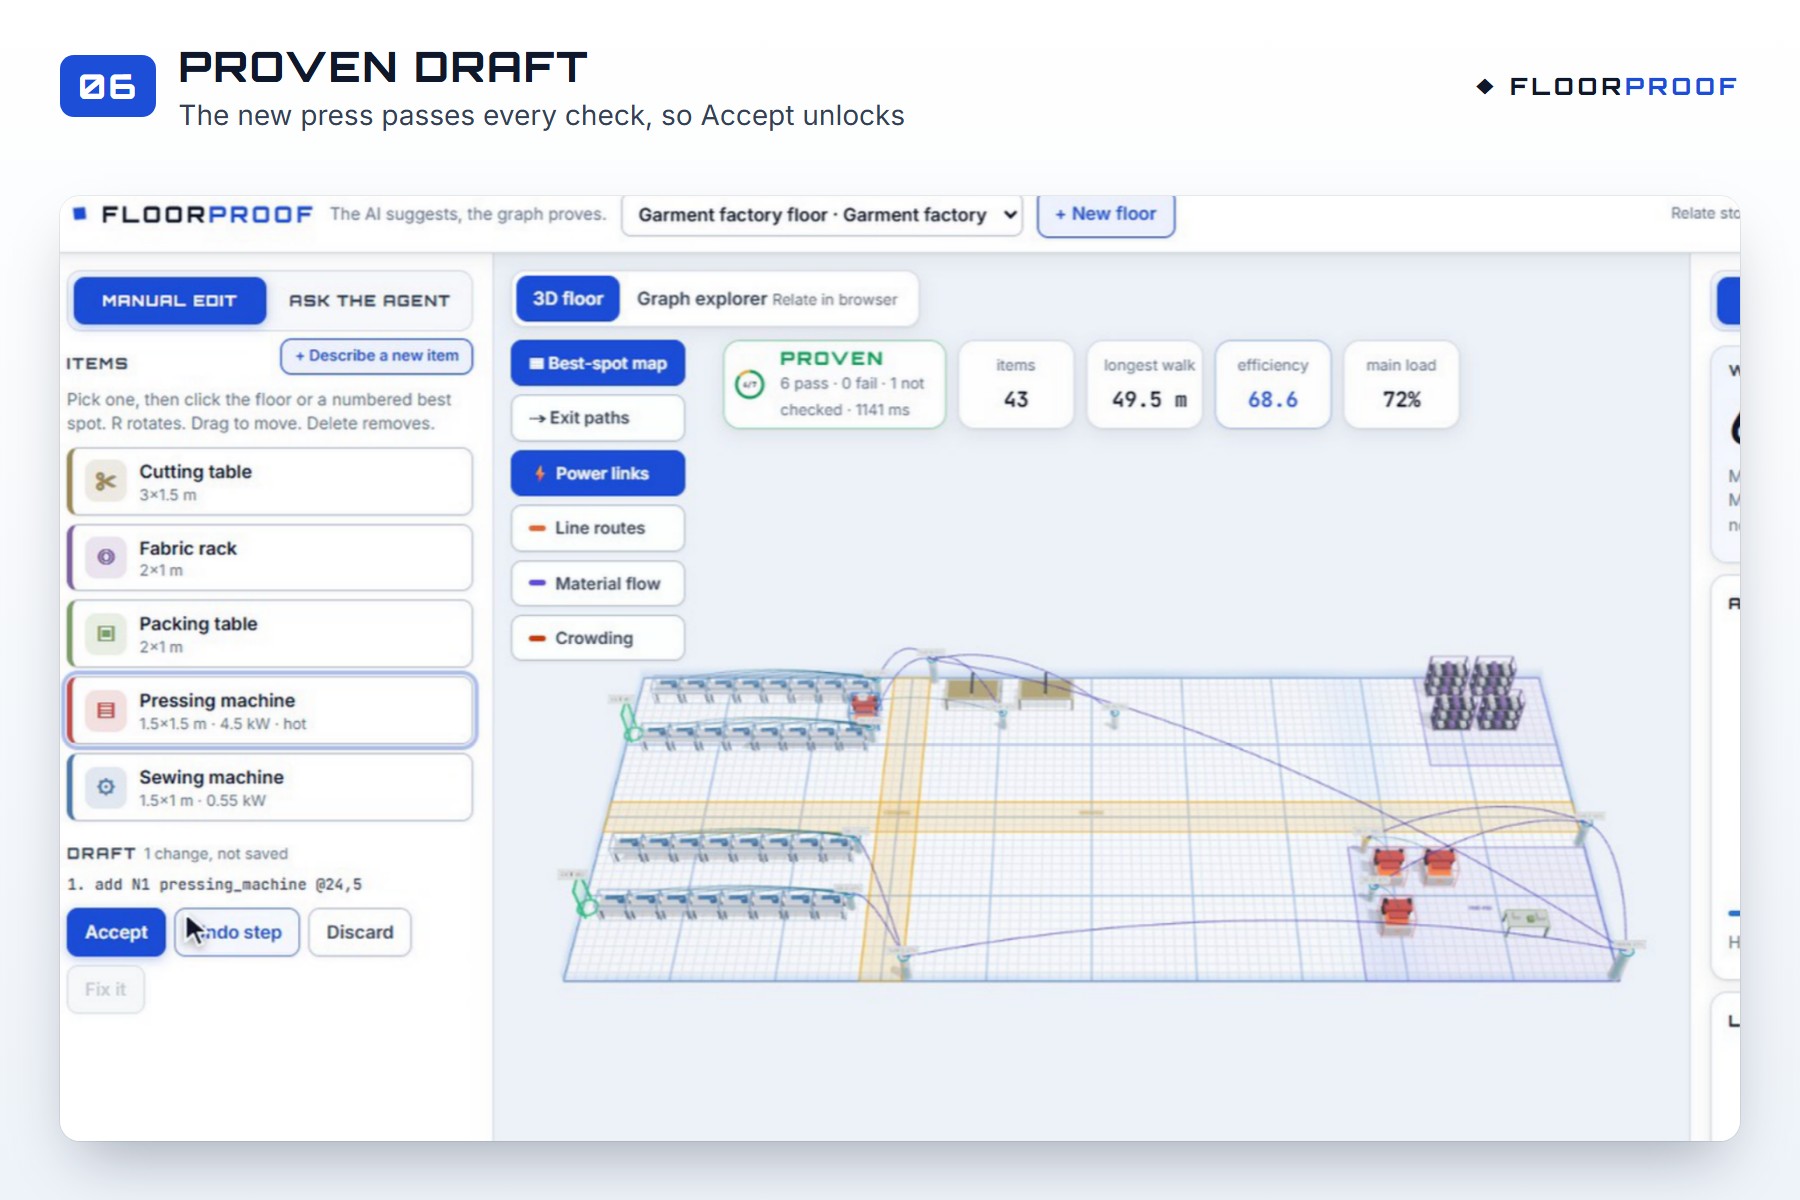 06
PROVEN DRAFT
The new press passes every check, so Accept unlocks
FLOORPROOF
FLOORPROOF
The AI suggests, the graph proves.
Garment factory floor · Garment factory
+ New floor
Relate
MANUAL EDIT
ASK THE AGENT
ITEMS
+ Describe a new item
Pick one, then click the floor or a numbered best
spot. R rotates. Drag to move. Delete removes.
Cutting table
3×1.5 m
Fabric rack
2×1 m
Packing table
2×1 m
Pressing machine
1.5×1.5 m · 4.5 kW · hot
Sewing machine
1.5×1 m · 0.55 kW
DRAFT 1 change, not saved
1. add N1 pressing_machine @24,5
Accept
ndo step
Discard
Fix it
3D floor
Graph explorer Relate in browser
Best-spot map
Exit paths
Power links
Line routes
Material flow
Crowding
PROVEN
6 pass · 0 fail · 1 not
checked · 1141 ms
items
43
longest walk
49.5 m
efficiency
68.6
main load
72%